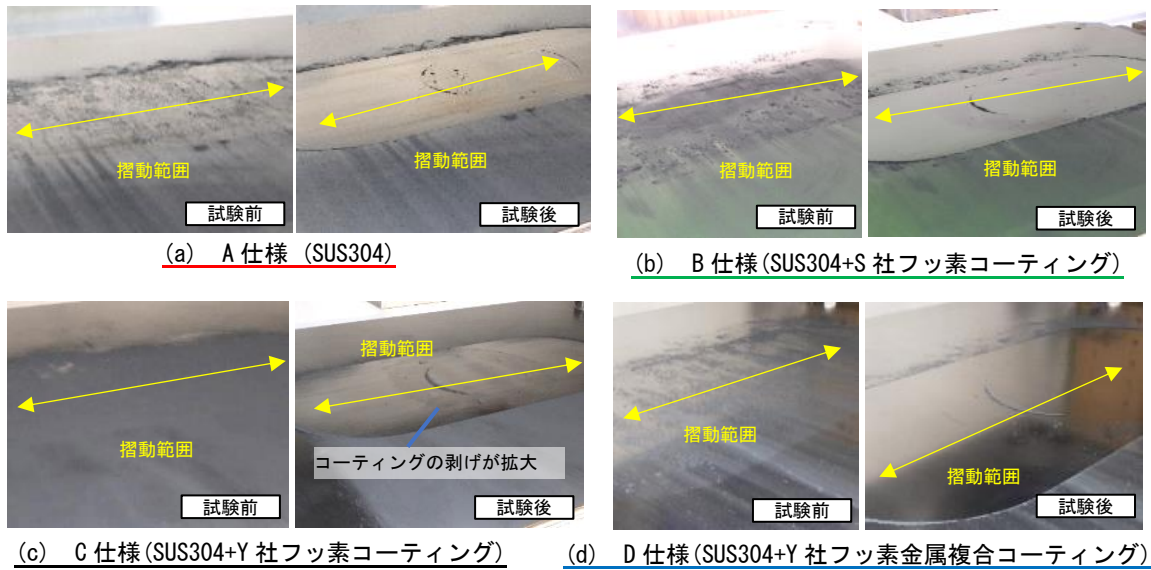 摺動範囲
試験前
摺動範囲
試験後
(a) A 仕様 (SUS304)
摺動範囲
試験前
摺動範囲
試験後
(b) B 仕様(SUS304+S 社フッ素コーティング)
摺動範囲
試験前
摺動範囲
コーティングの剥げが拡大
試験後
(c) C 仕様(SUS304+Y 社フッ素コーティング)
摺動範囲
試験前
摺動範囲
試験後
(d) D 仕様(SUS304+Y 社フッ素金属複合コーティング)